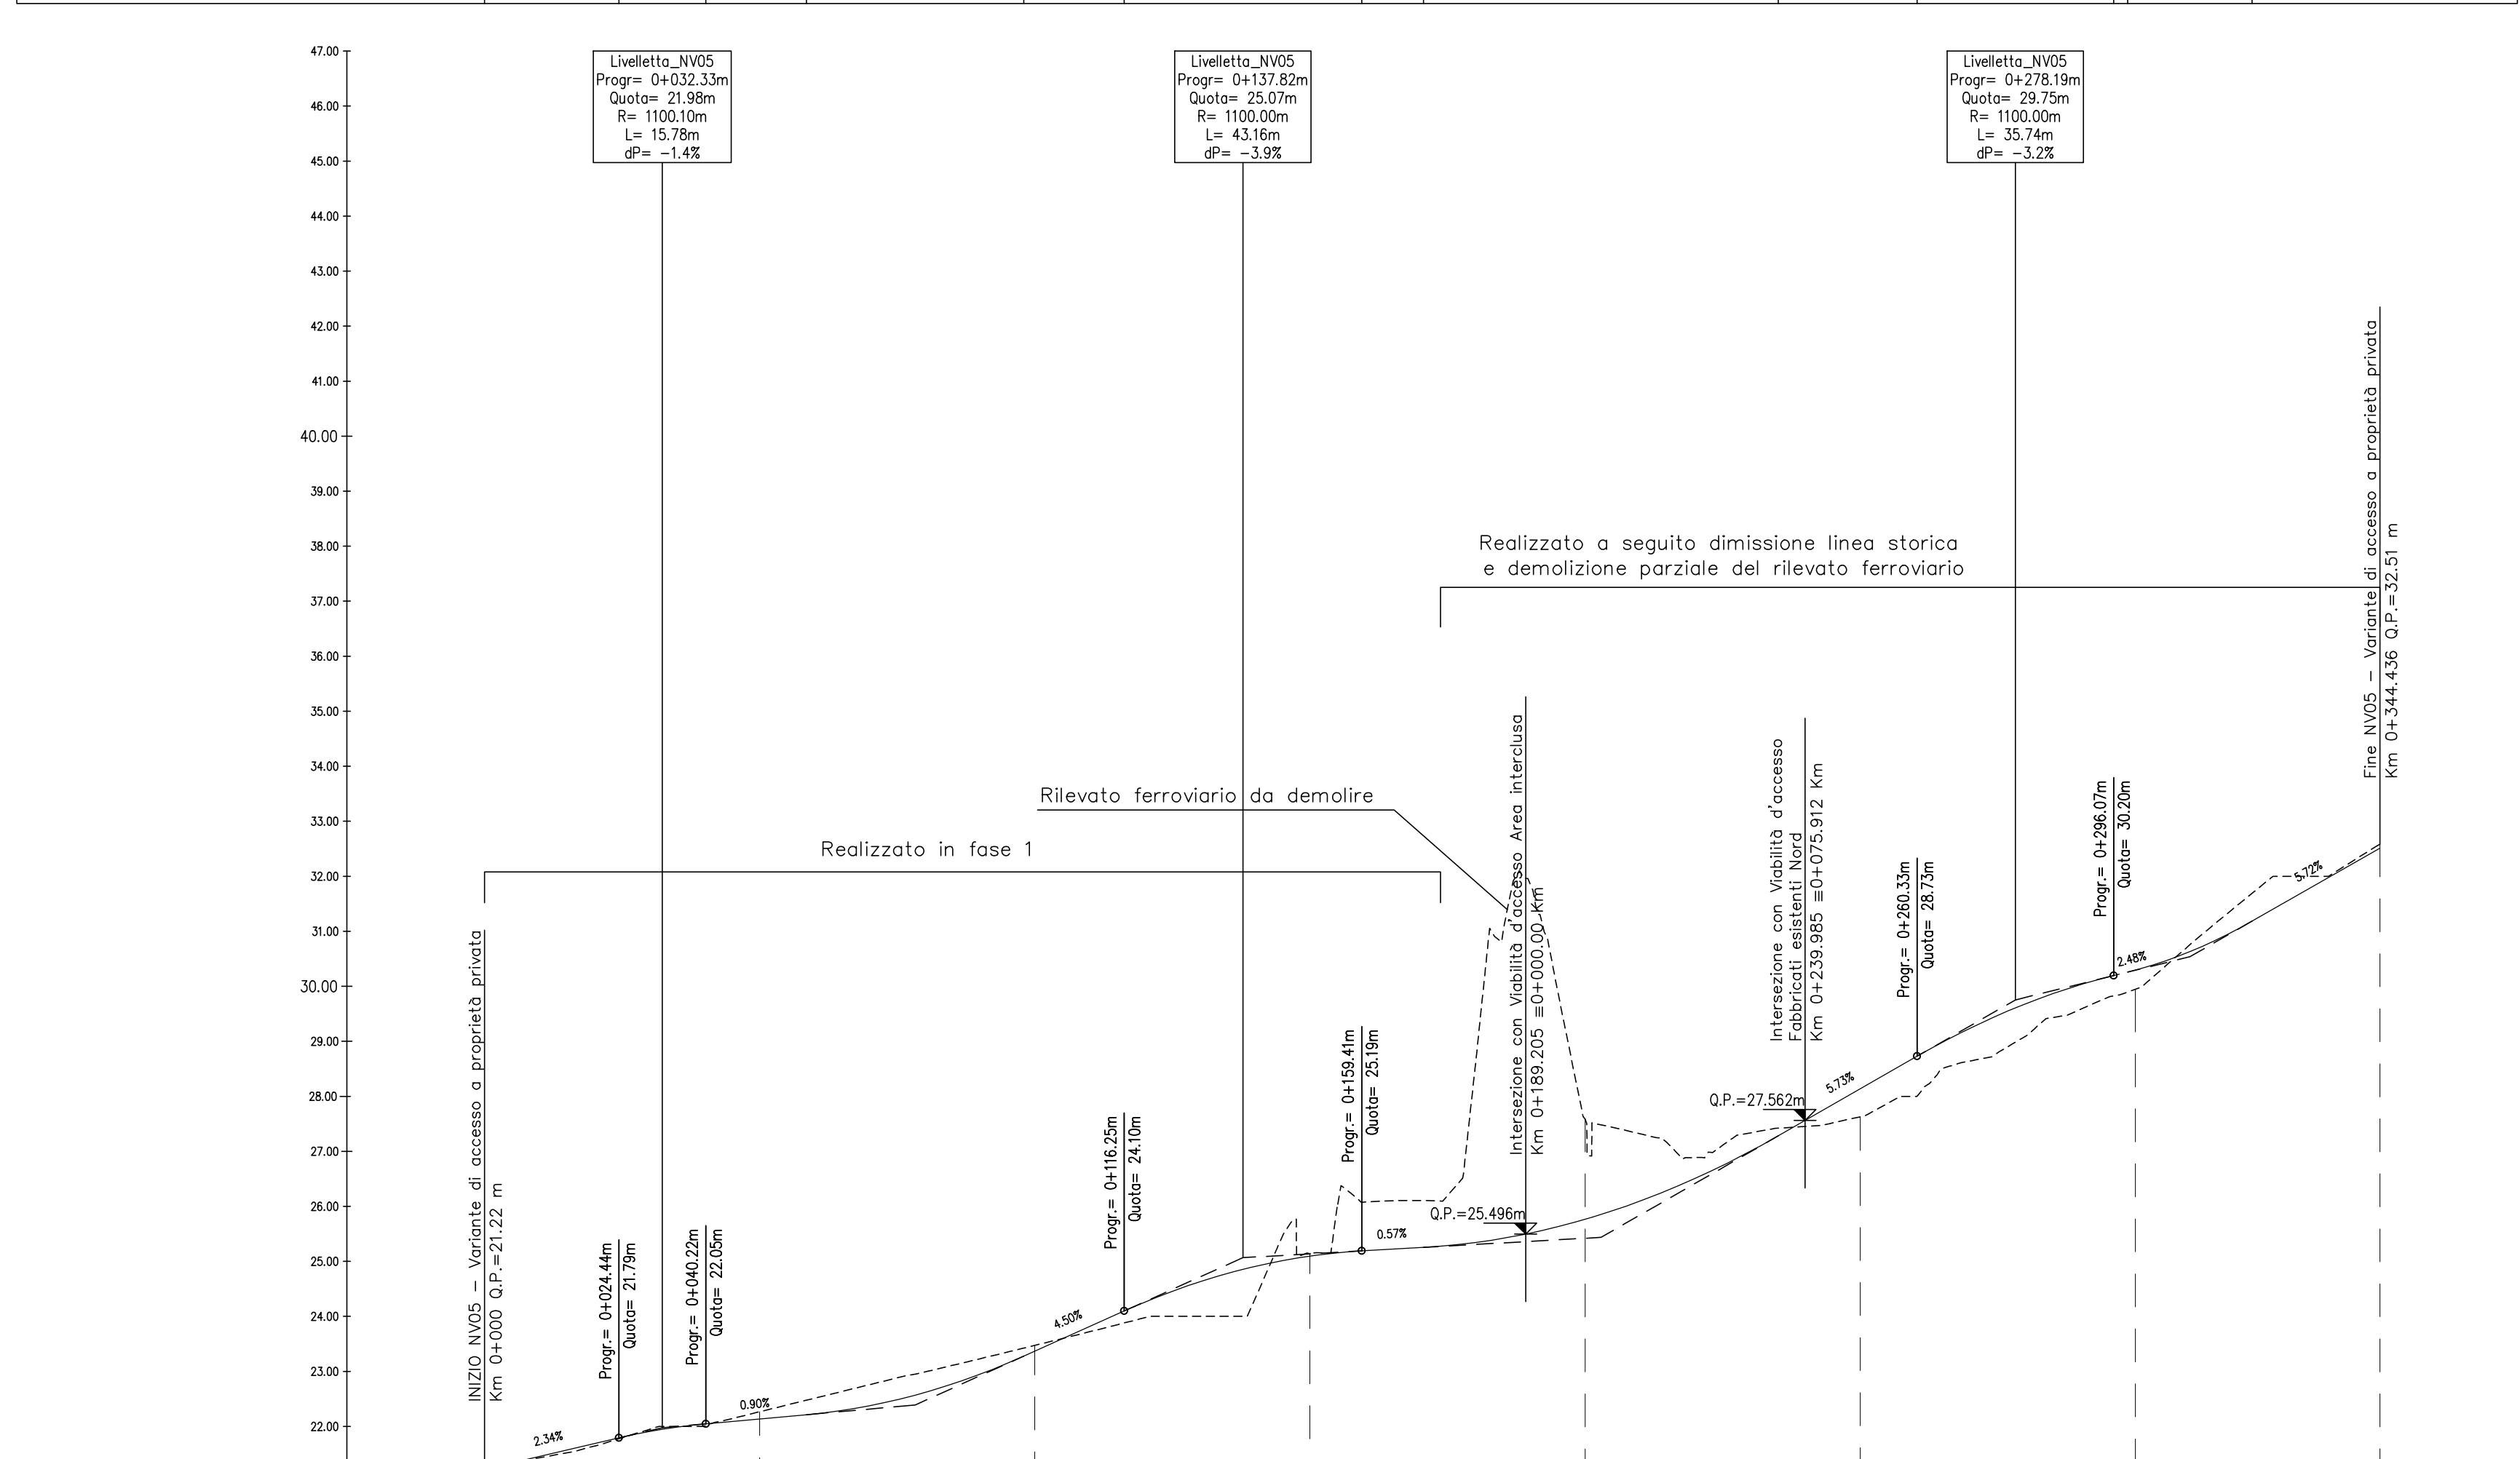 47.00
46.00
45.00
44.00
43.00
42.00
41.00
40.00
39.00
38.00
37.00
36.00
35.00
34.00
33.00
32.00
31.00
30.00
29.00
28.00
27.00
26.00
25.00
24.00
23.00
22.00
Livelletta_NV05
Progr= 0+032.33m
Quota= 21.98m
R= 1100.10m
L= 15.78m
dP= -1.4%
Livelletta_NV05
Progr= 0+137.82m
Quota= 25.07m
R= 1100.00m
L= 43.16m
dP= -3.9%
Livelletta_NV05
Progr= 0+278.19m
Quota= 29.75m
R= 1100.00m
L= 35.74m
dP= -3.2%
Realizzato a seguito dimissione linea storica
e demolizione parziale del rilevato ferroviario
Rilevato ferroviario da demolire
Realizzato in fase 1
INIZIO NV05 - Variante di accesso a proprietà privata
Km 0+000 Q.P.=21.22 m
2.34%
Progr.= 0+024.44m
Quota= 21.79m
Progr.= 0+040.22m
Quota= 22.05m
0.90%
4.50%
Progr.= 0+116.25m
Quota= 24.10m
Progr.= 0+159.41m
Quota= 25.19m
0.57%
Q.P.=25.496m
Intersezione con Viabilità d'accesso Area interclusa
Km 0+189.205 ≡0+000.00 Km
Q.P.=27.562m
Intersezione con Viabilità d'accesso
Fabbricati esistenti Nord
Km 0+239.985 ≡0+075.912 Km
5.73%
Progr.= 0+260.33m
Quota= 28.73m
Progr.= 0+296.07m
Quota= 30.20m
2.48%
5.72%
Fine NV05 - Variante di accesso a proprietà privata
Km 0+344.436 Q.P.=32.51 m